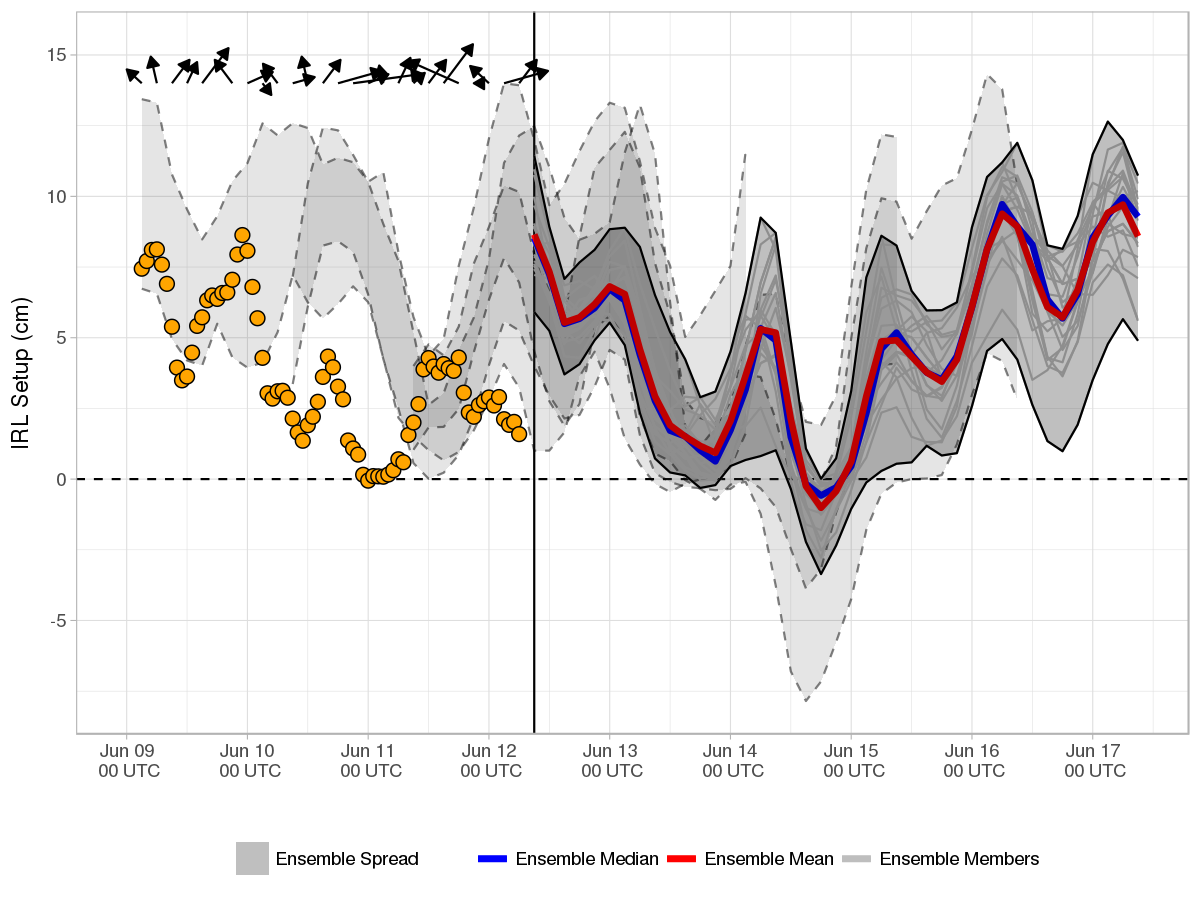 IRL Setup (cm)
15
10
5
0
-5
Jun 09 Jun 10 Jun 11 Jun 12 Jun 13 Jun 14 Jun 15 Jun 16 Jun 17
00 UTC 00 UTC 00 UTC 00 UTC 00 UTC 00 UTC 00 UTC 00 UTC 00 UTC
Ensemble Spread Ensemble Median Ensemble Mean Ensemble Members